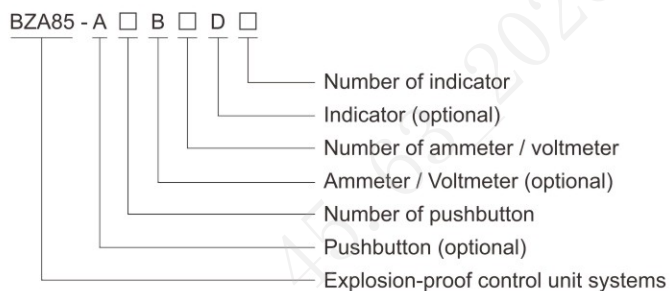 BZA85 - A □ B □ D □
Number of indicator
Indicator (optional)
Number of ammeter / voltmeter
Ammeter / Voltmeter (optional)
Number of pushbutton
Pushbutton (optional)
Explosion-proof control unit systems